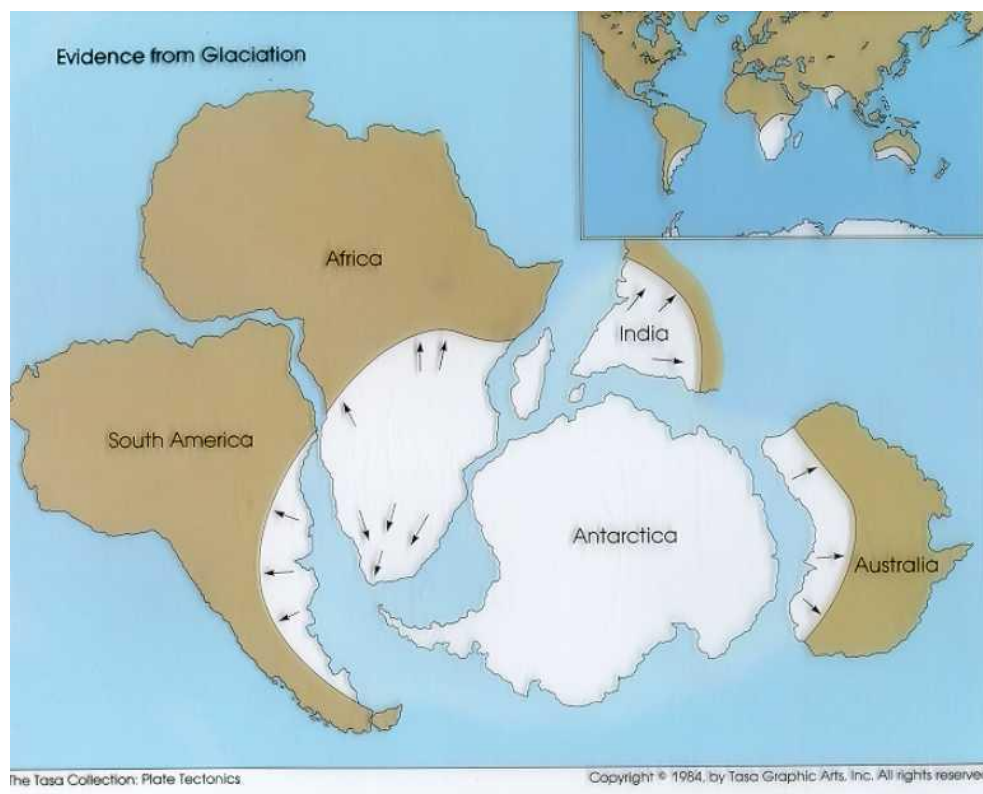 Evidence from Glaciation
Africa
India
South America
Antarctica
Australia
The Tasa Collection: Plate Tectonics
Copyright © 1984, by Tasa Graphic Arts, Inc. All rights reserved